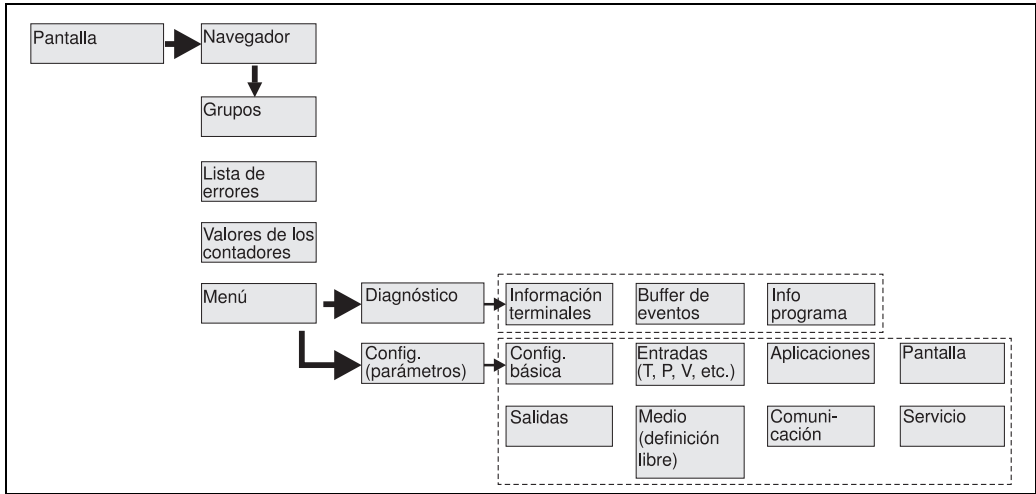 Pantalla
Navegador
Grupos
Lista de
errores
Valores de los
contadores
Menú
Diagnóstico
Información
terminales
Buffer de
eventos
Info
programa
Config.
(parámetros)
Config.
básica
Entradas
(T, P, V, etc.)
Aplicaciones
Pantalla
Salidas
Medio
(definición
libre)
Comuni-
cación
Servicio